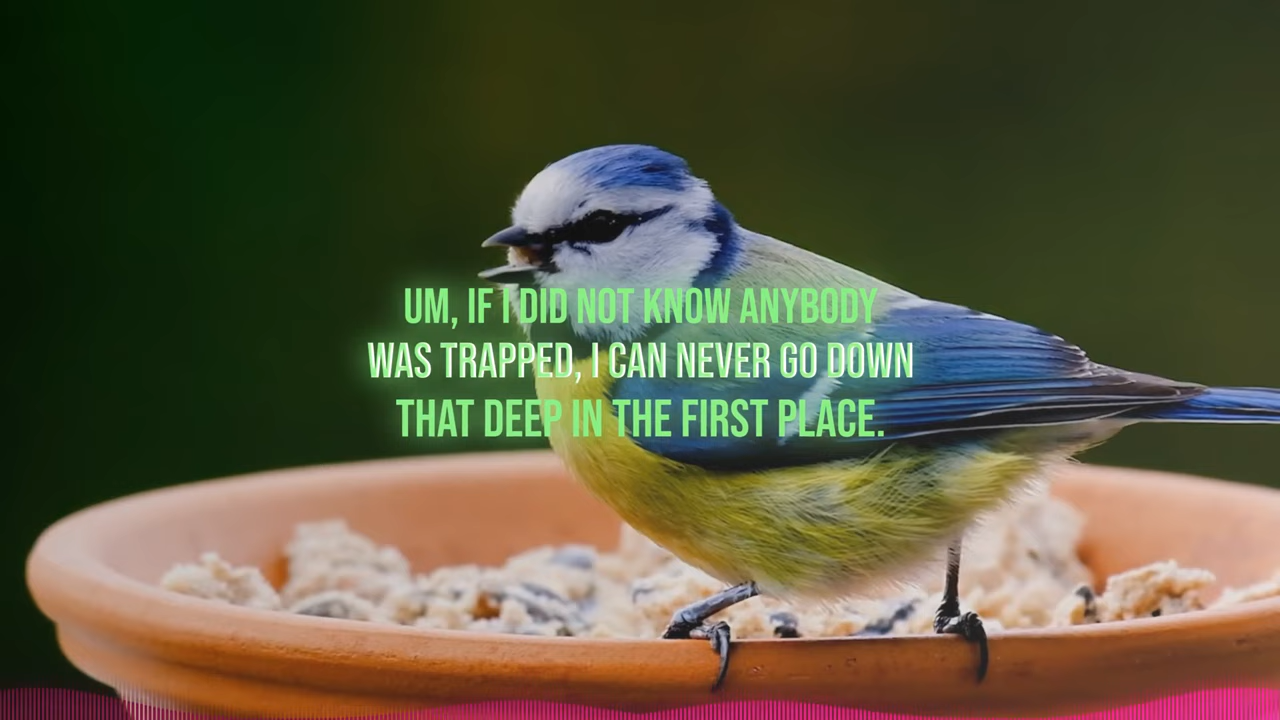 UM, IF I DID NOT KNOW ANYBODY
WAS TRAPPED, I CAN NEVER GO DOWN
THAT DEEP IN THE FIRST PLACE.